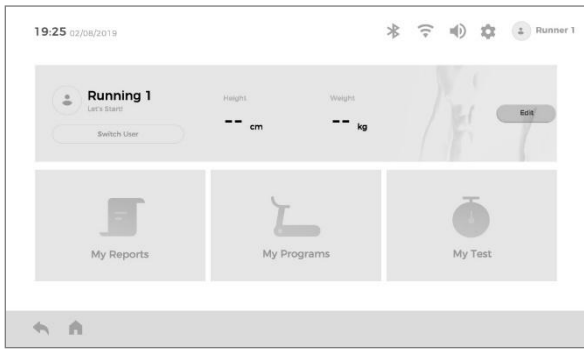 19:25 02/08/2019
Runner 1
Running 1
Let's Start!
Switch User
Height
-- cm
Weight
-- kg
Edit
My Reports
My Programs
My Test